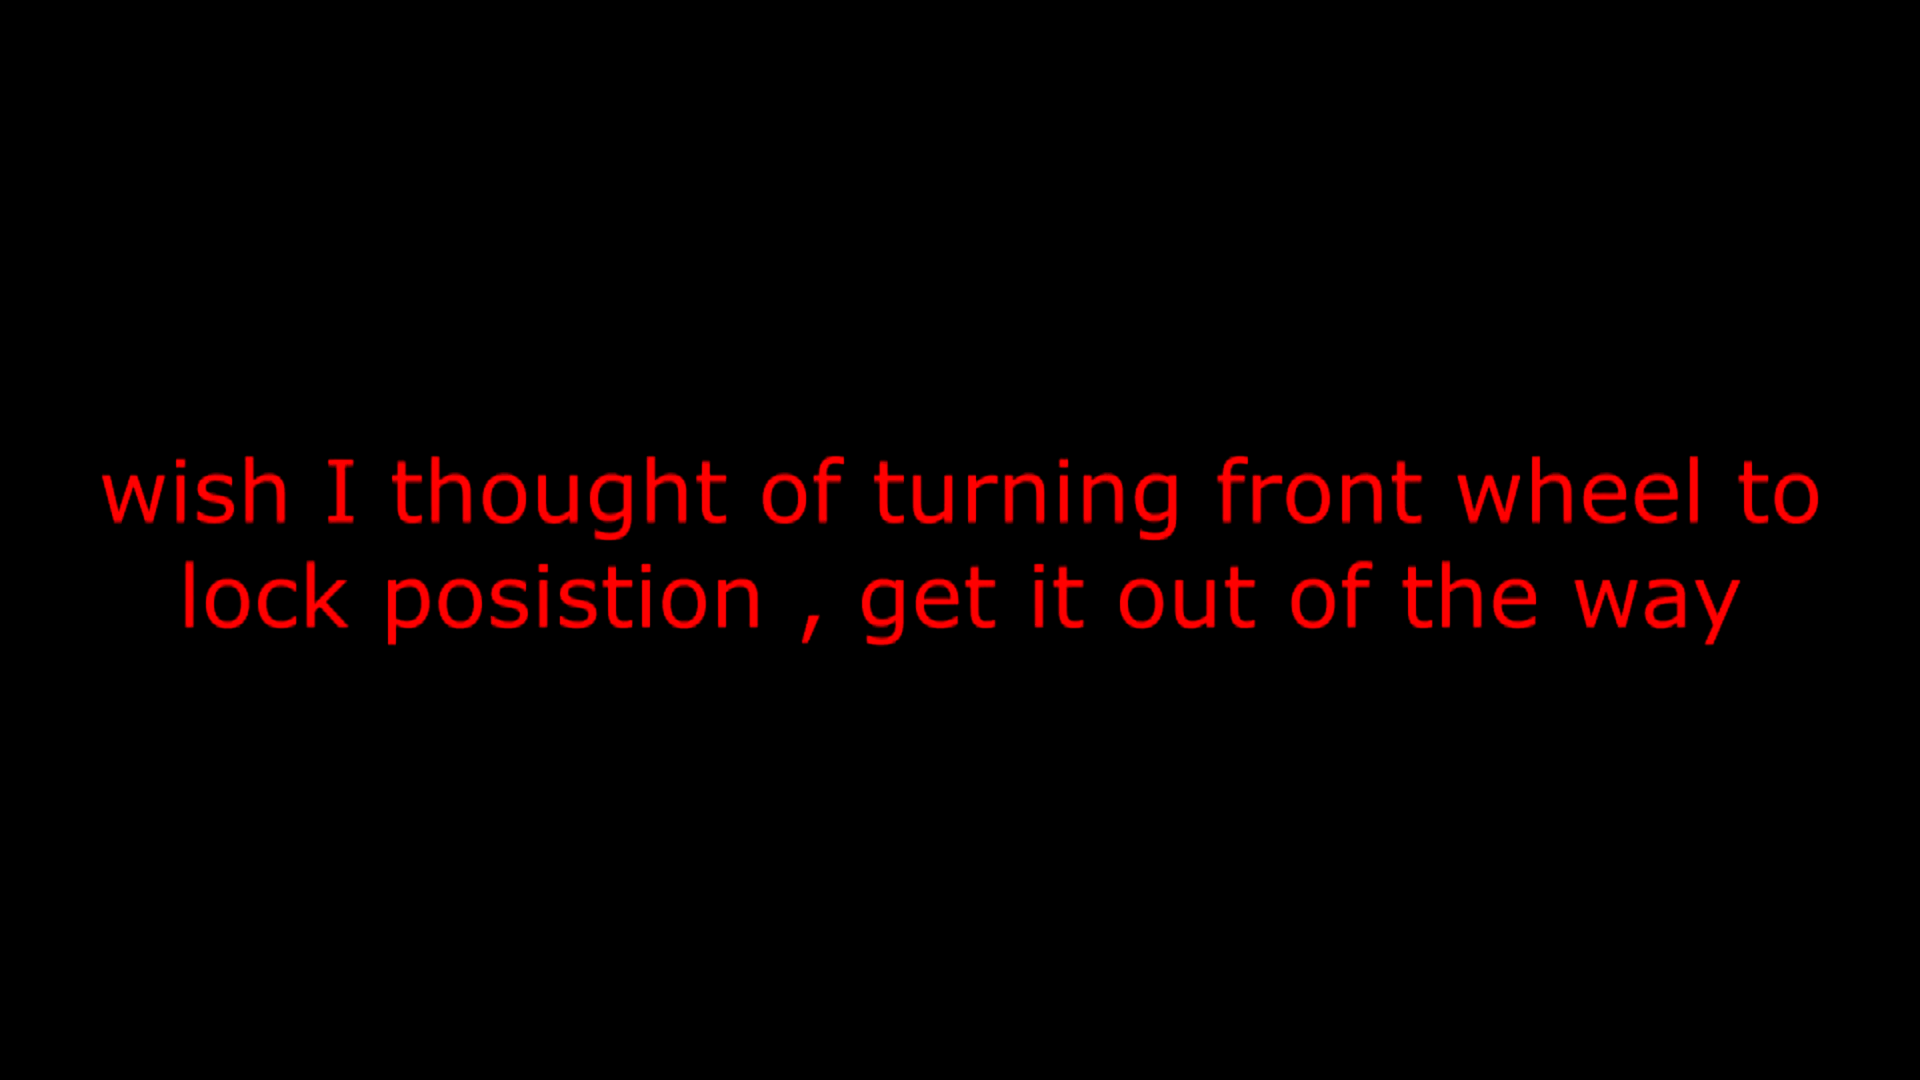 wish I thought of turning front wheel to
lock posistion , get it out of the way